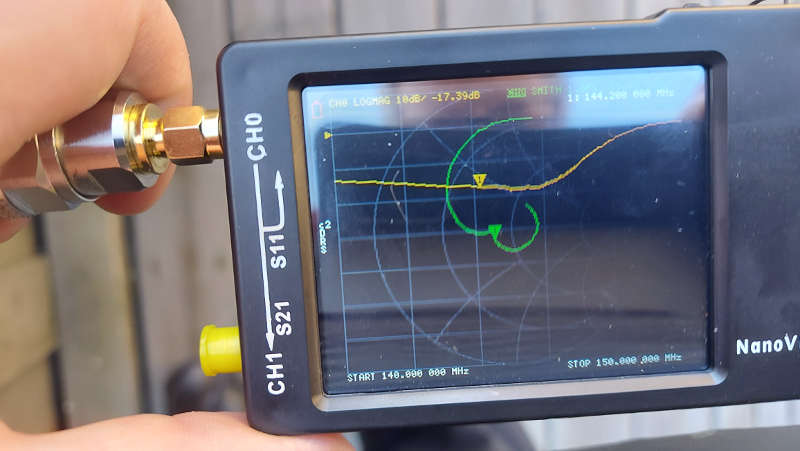 CH0 LOGMAG 10dB/ -17.39dB
SMITH
1: 144.200 000 MHz
1
START 140.000 000 MHz
STOP 150.000 000 MHz
CH0
S11
S21
CH1
NanoV